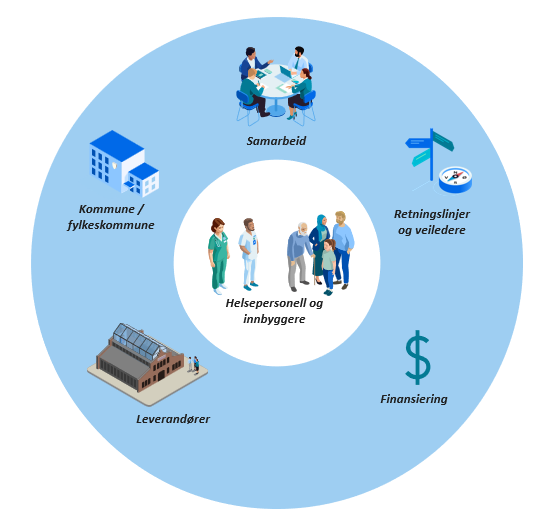 Samarbeid
Kommune /
fylkeskommune
Retningslinjer
og veiledere
Helsepersonell og
innbyggere
Leverandører
Finansiering